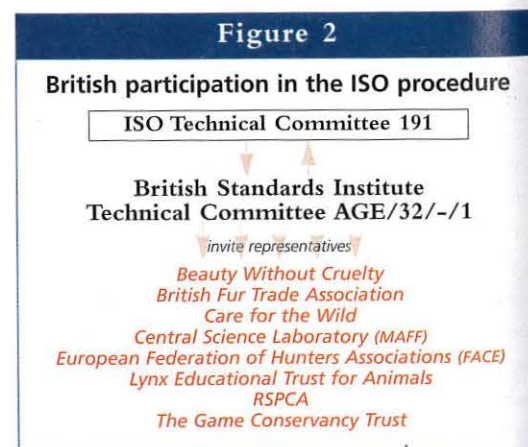 Figure 2
British participation in the ISO procedure
ISO Technical Committee 191
British Standards Institute
Technical Committee AGE/32/-/1
invite representatives
Beauty Without Cruelty
British Fur Trade Association
Care for the Wild
Central Science Laboratory (MAFF)
European Federation of Hunters Associations (FACE)
Lynx Educational Trust for Animals
RSPCA
The Game Conservancy Trust